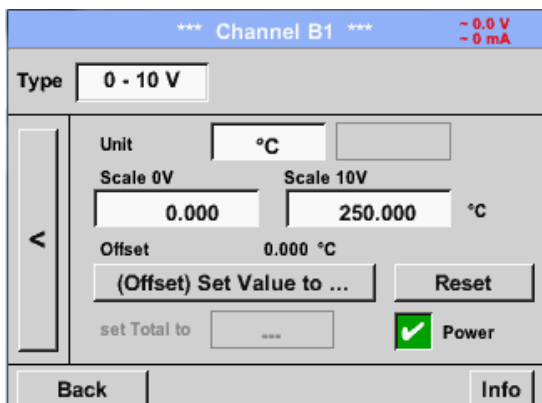 *** Channel B1 ***
~ 0.0 V
~ 0 mA
Type 0 - 10 V
Unit °C
Scale 0V Scale 10V
0.000 250.000 °C
<
Offset 0.000 °C
(Offset) Set Value to ... Reset
set Total to --- Power
Back Info